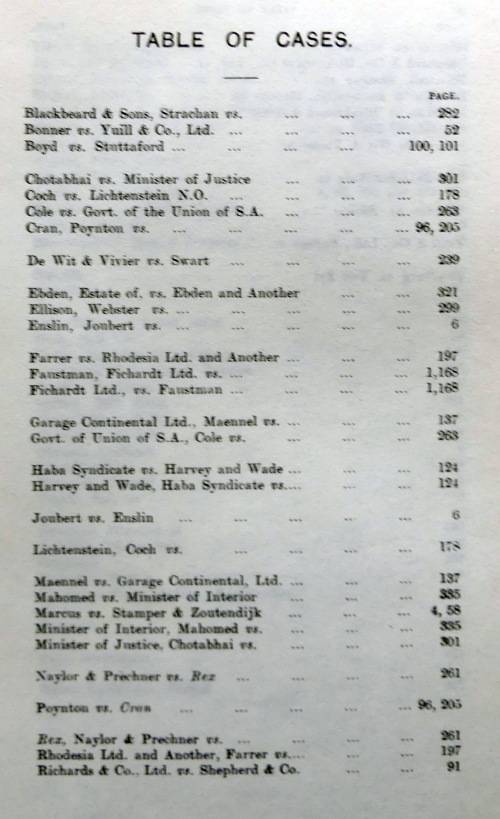 TABLE OF CASES.
PAGE.
Blackbeard & Sons, Strachan vs. ... ... ... 282
Bonner vs. Yuill & Co., Ltd. ... ... ... 52
Boyd vs. Stuttaford ... ... ... ... 100, 101
Chotabhai vs. Minister of Justice ... ... ... 301
Coch vs. Lichtenstein N.O. ... ... ... 178
Cole vs. Govt. of the Union of S.A. ... ... ... 263
Cran, Poynton vs. ... ... ... ... ... 96, 205
De Wit & Vivier vs. Swart ... ... ... ... 239
Ebden, Estate of, vs. Ebden and Another ... ... 321
Ellison, Webster vs. ... ... ... ... ... 299
Enslin, Joubert vs. ... ... ... ... ... 6
Farrer vs. Rhodesia Ltd. and Another ... ... ... 197
Faustman, Fichardt Ltd. vs. ... ... ... ... 1,168
Fichardt Ltd., vs. Faustman ... ... ... ... 1,168
Garage Continental Ltd., Maennel vs. ... ... ... 137
Govt. of Union of S.A., Cole vs. ... ... ... 263
Haba Syndicate vs. Harvey and Wade ... ... ... 124
Harvey and Wade, Haba Syndicate vs.... ... ... 124
Joubert vs. Enslin ... ... ... ... ... 6
Lichtenstein, Coch vs. ... ... ... ... 178
Maennel vs. Garage Continental, Ltd. ... ... ... 137
Mahomed vs. Minister of Interior ... ... ... 335
Marcus vs. Stamper & Zoutendijk ... ... ... 4, 58
Minister of Interior, Mahomed vs. ... ... ... 335
Minister of Justice, Chotabhai vs. ... ... ... 301
Naylor & Prechner vs. Rex ... ... ... ... 261
Poynton vs. Cran ... ... ... ... ... 96, 205
Rex, Naylor & Prechner vs. ... ... ... ... 261
Rhodesia Ltd. and Another, Farrer vs.... ... ... 197
Richards & Co., Ltd. vs. Shepherd & Co. ... ... 91